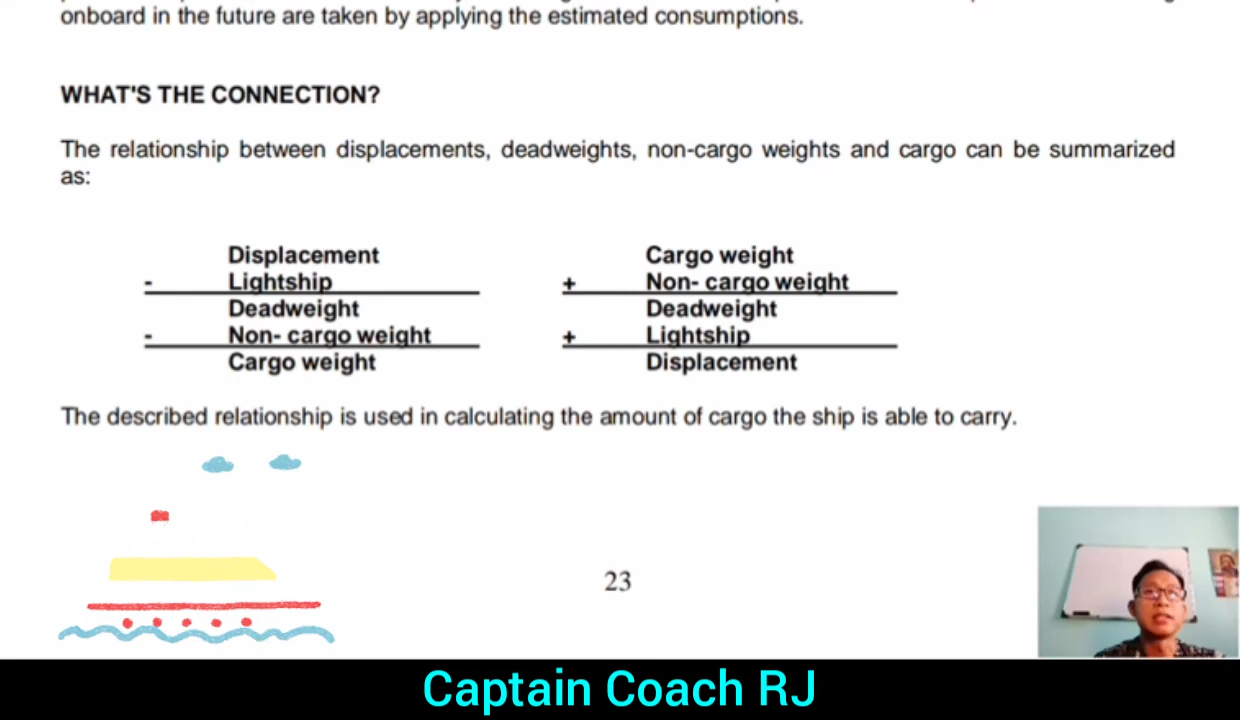 onboard in the future are taken by applying the estimated consumptions.
WHAT'S THE CONNECTION?
The relationship between displacements, deadweights, non-cargo weights and cargo can be summarized
as:
Displacement
- Lightship
Deadweight
- Non- cargo weight
Cargo weight
Cargo weight
+ Non- cargo weight
Deadweight
+ Lightship
Displacement
The described relationship is used in calculating the amount of cargo the ship is able to carry.
23
Captain Coach RJ